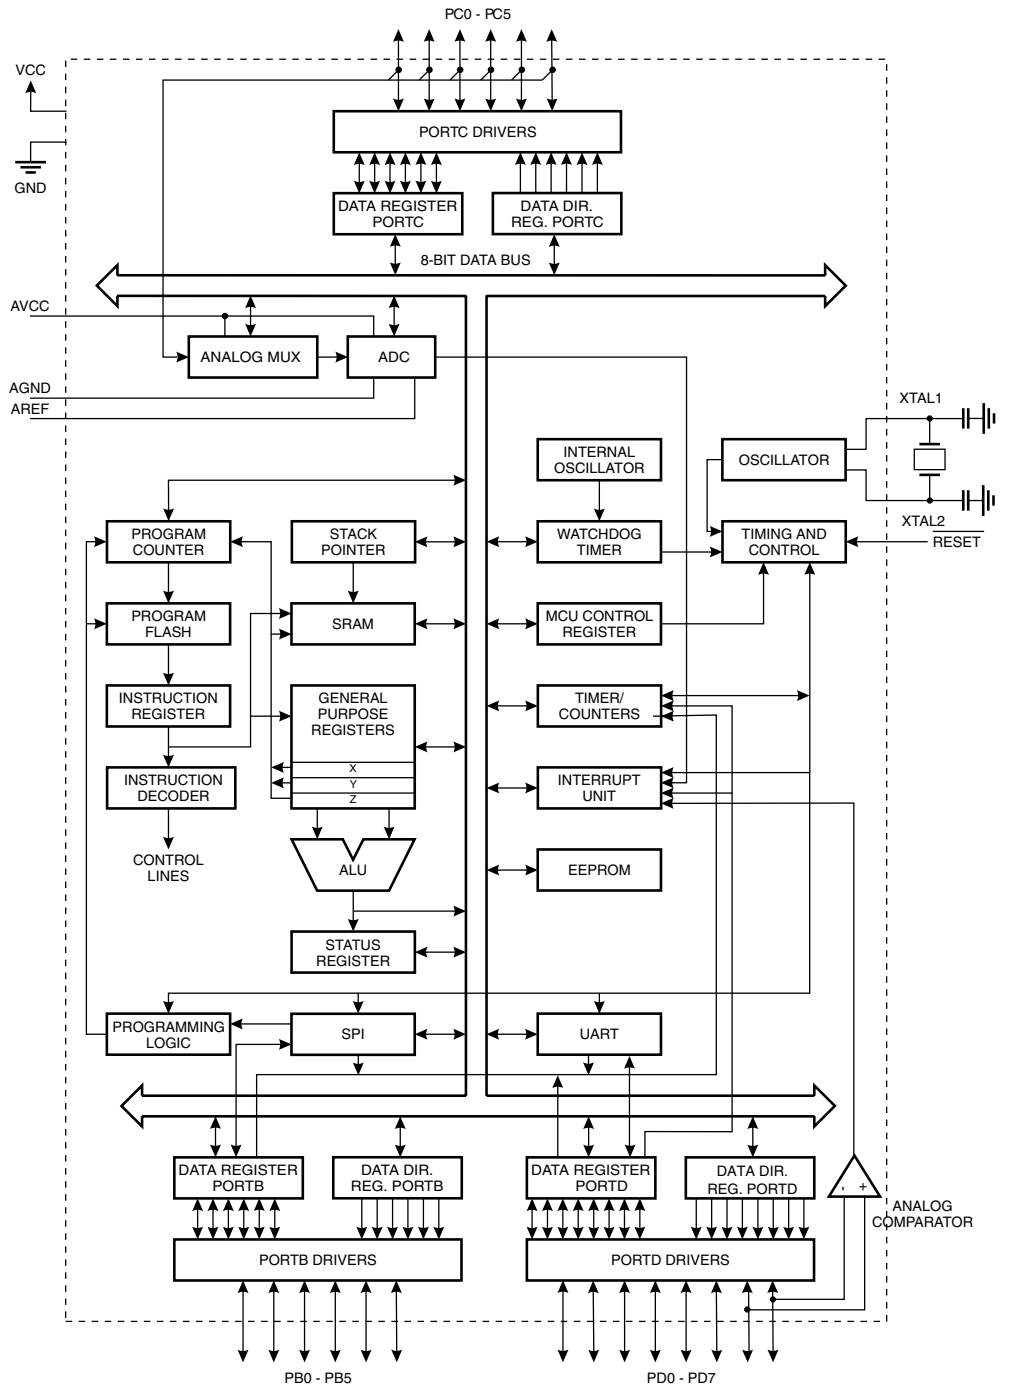 PC0 - PC5
VCC
PORTC DRIVERS
GND
DATA REGISTER
PORTC
DATA DIR.
REG. PORTC
8-BIT DATA BUS
AVCC
ANALOG MUX
ADC
AGND
AREF
XTAL1
INTERNAL
OSCILLATOR
OSCILLATOR
XTAL2
RESET
PROGRAM
COUNTER
STACK
POINTER
WATCHDOG
TIMER
TIMING AND
CONTROL
PROGRAM
FLASH
SRAM
MCU CONTROL
REGISTER
INSTRUCTION
REGISTER
GENERAL
PURPOSE
REGISTERS
X
Y
Z
TIMER/
COUNTERS
INSTRUCTION
DECODER
INTERRUPT
UNIT
CONTROL
LINES
ALU
EEPROM
STATUS
REGISTER
PROGRAMMING
LOGIC
SPI
UART
DATA REGISTER
PORTB
DATA DIR.
REG. PORTB
DATA REGISTER
PORTD
DATA DIR.
REG. PORTD
- +
ANALOG
COMPARATOR
PORTB DRIVERS
PORTD DRIVERS
PB0 - PB5
PD0 - PD7